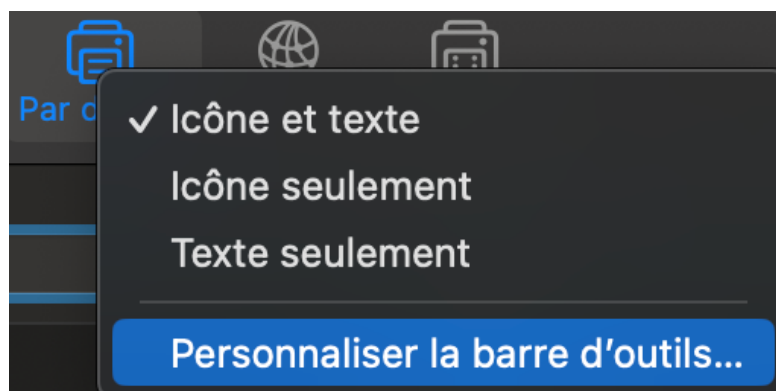 Par
Icône et texte
Icône seulement
Texte seulement
Personnaliser la barre d’outils...